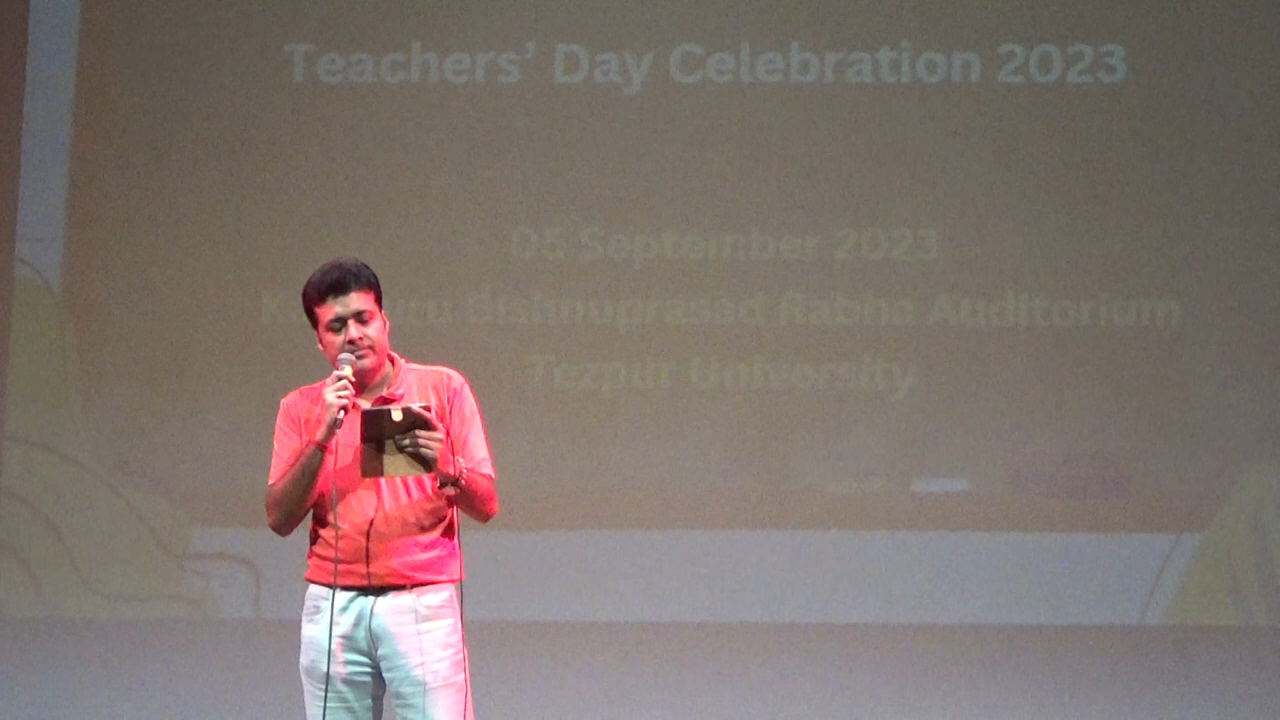 Teachers' Day Celebration 2023
05 September 2023
Bishnuprasad Rabha Auditorium
Tezpur University